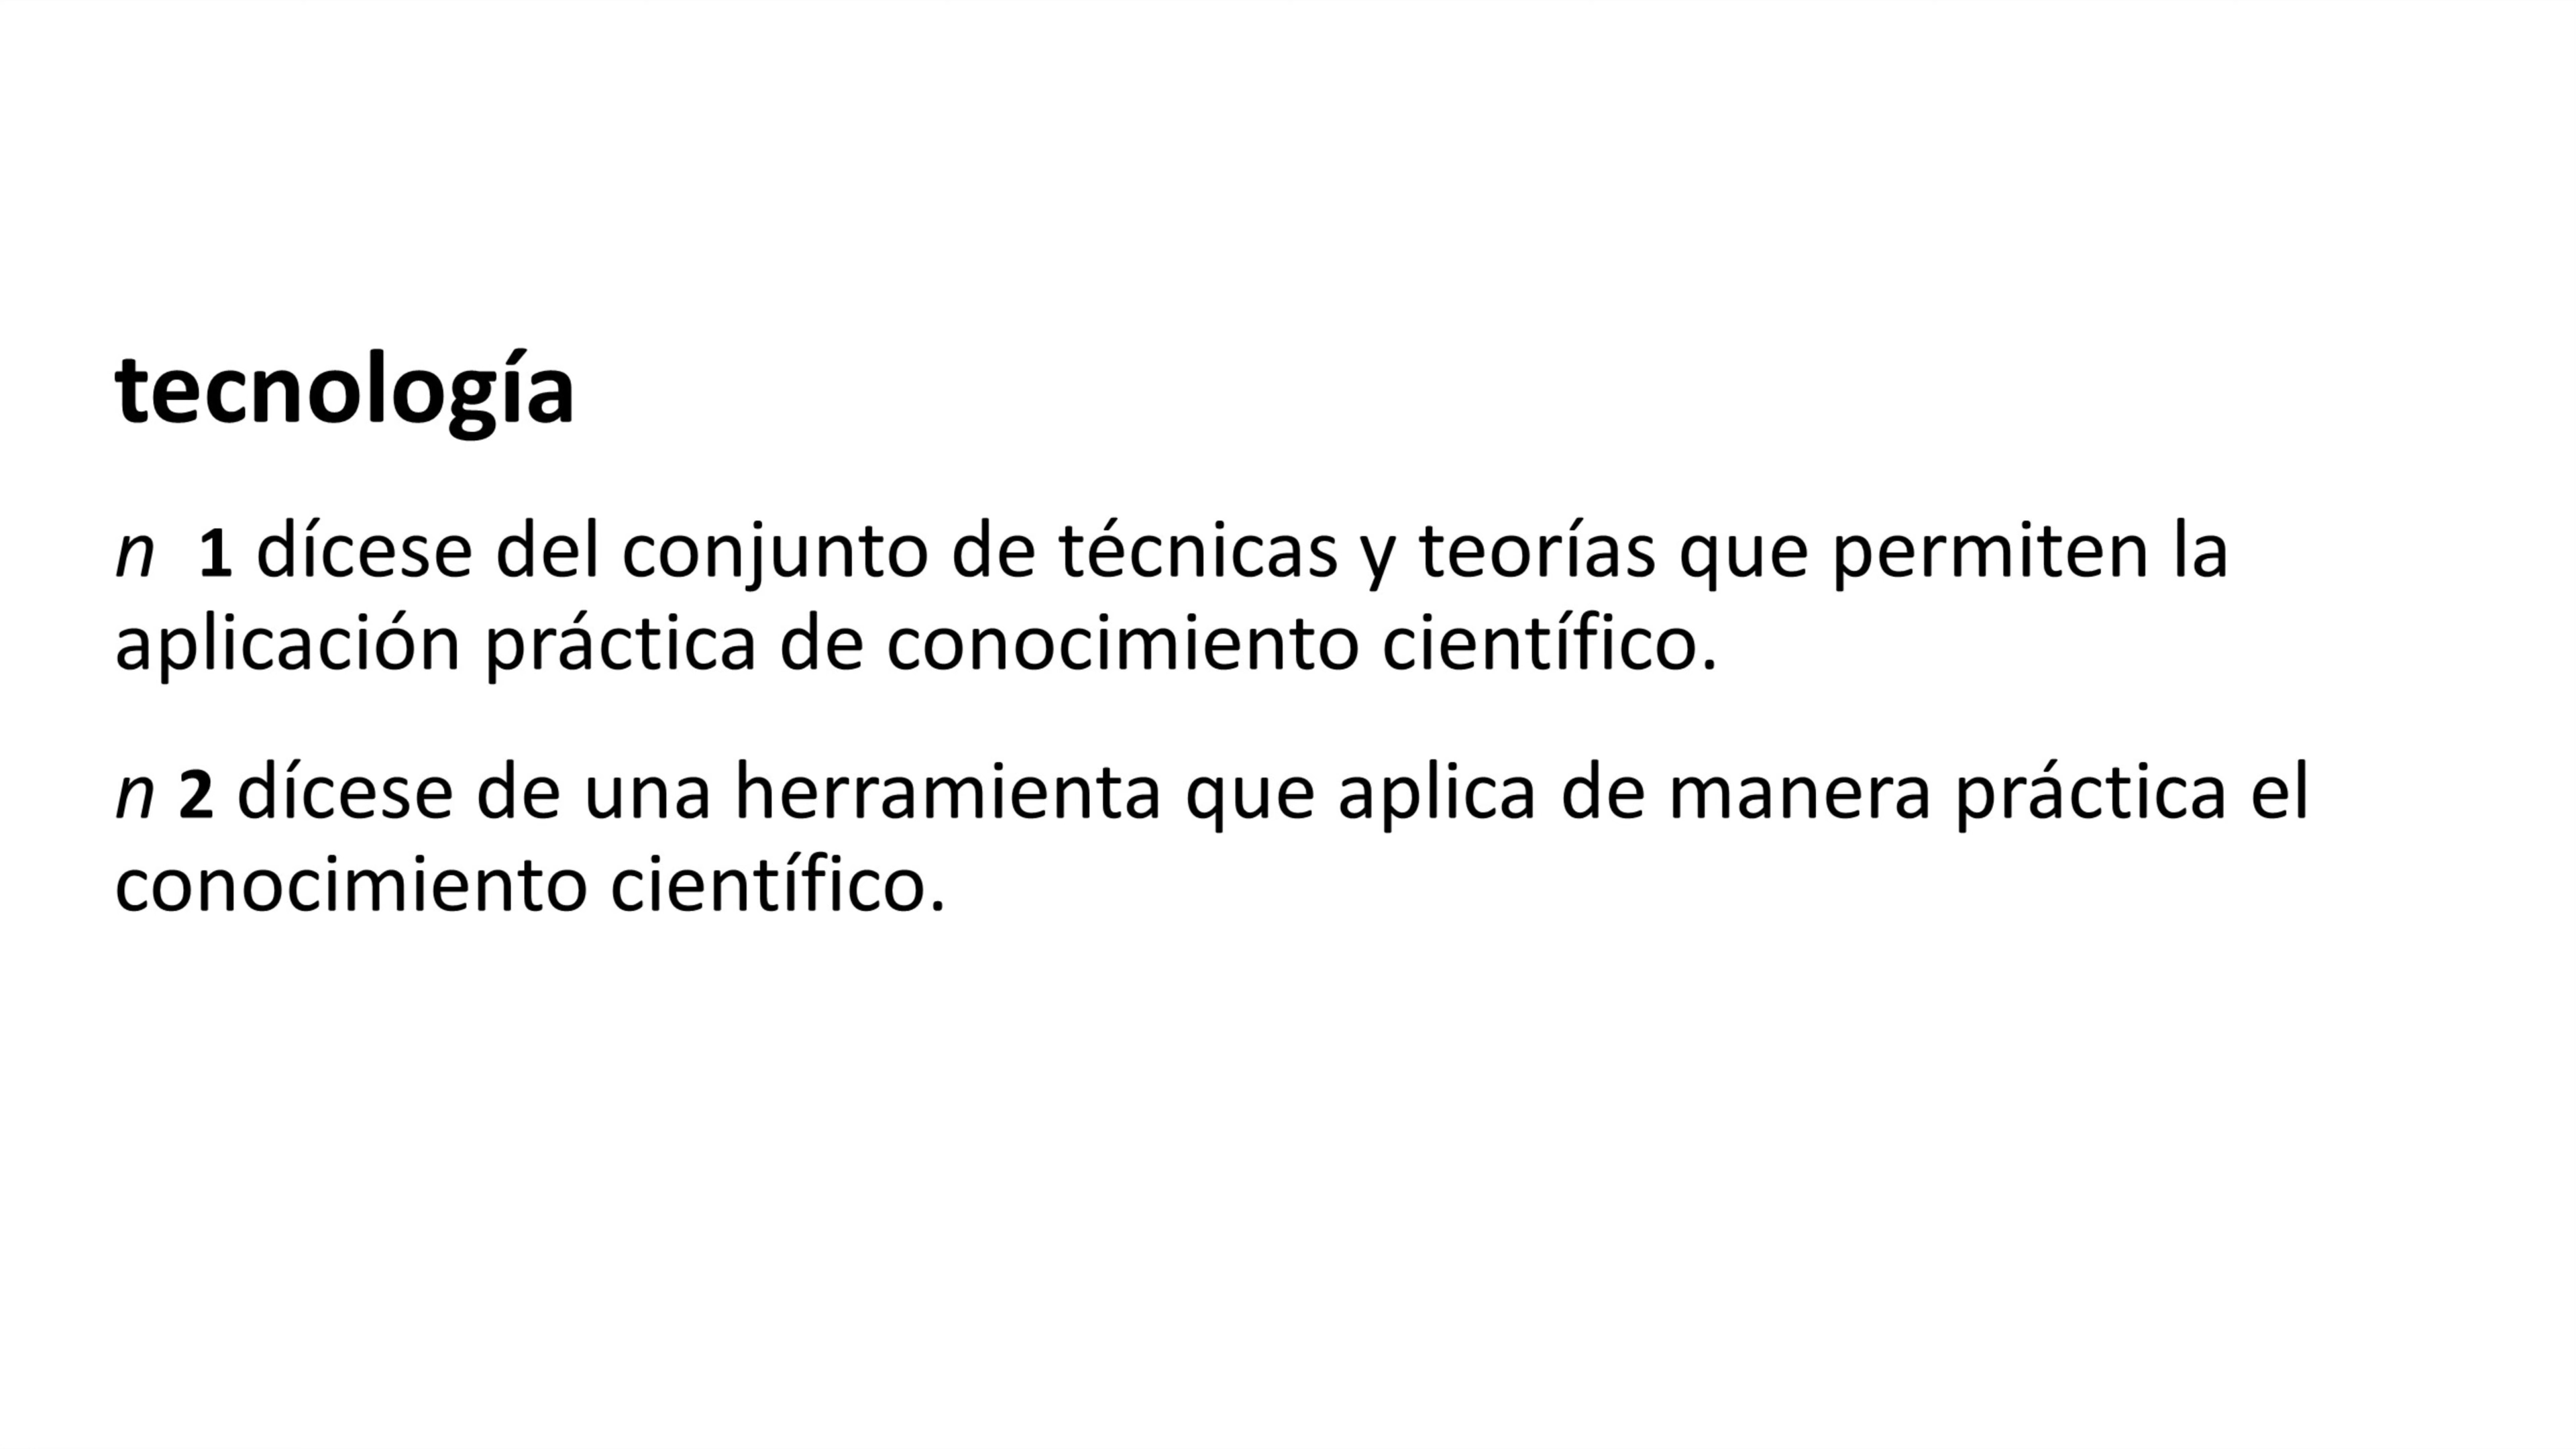 tecnología
n 1 dícese del conjunto de técnicas y teorías que permiten la
aplicación práctica de conocimiento científico.
n 2 dícese de una herramienta que aplica de manera práctica el
conocimiento científico.